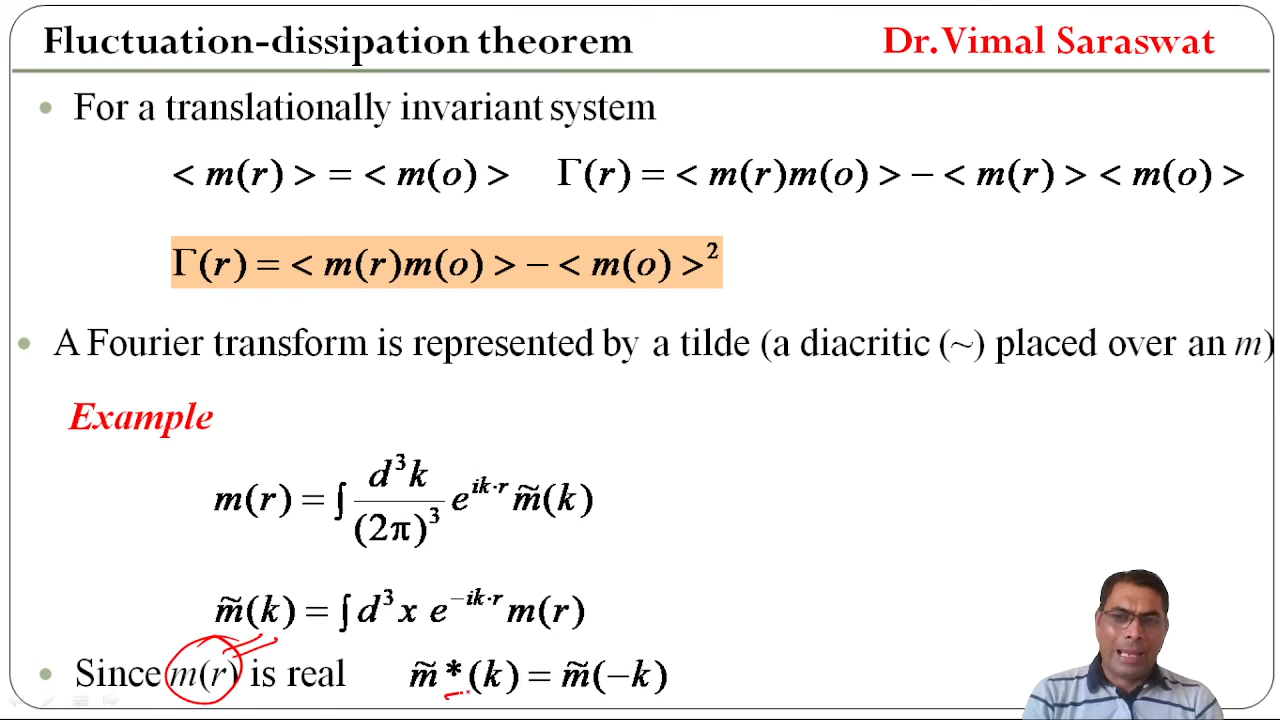 Fluctuation-dissipation theorem Dr.Vimal Saraswat
• For a translationally invariant system
< m(r) > = < m(o) > Γ(r) = < m(r)m(o) > − < m(r) > < m(o) >
Γ(r) = < m(r)m(o) > − < m(o) >²
• A Fourier transform is represented by a tilde (a diacritic (~) placed over an m)
Example
m(r) = ∫ d³k/(2π)³ e^{ik·r} m̃(k)
m̃(k) = ∫ d³x e^{−ik·r} m(r)
• Since m(r) is real m̃*(k) = m̃(−k)